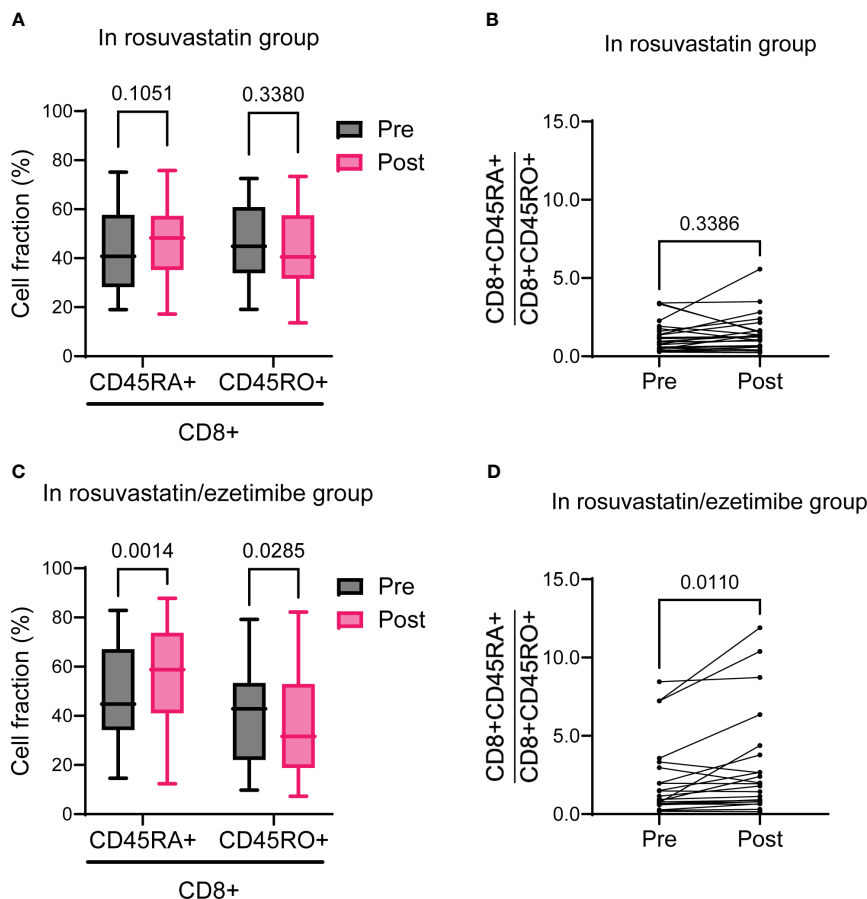 A
In rosuvastatin group
0.1051
0.3380
Pre
Post
Cell fraction (%)
100
80
60
40
20
0
CD45RA+
CD45RO+
CD8+
B
In rosuvastatin group
CD8+CD45RA+
CD8+CD45RO+
15.0
10.0
5.0
0.0
0.3386
Pre
Post
C
In rosuvastatin/ezetimibe group
0.0014
0.0285
Pre
Post
Cell fraction (%)
100
80
60
40
20
0
CD45RA+
CD45RO+
CD8+
D
In rosuvastatin/ezetimibe group
CD8+CD45RA+
CD8+CD45RO+
15.0
10.0
5.0
0.0
0.0110
Pre
Post